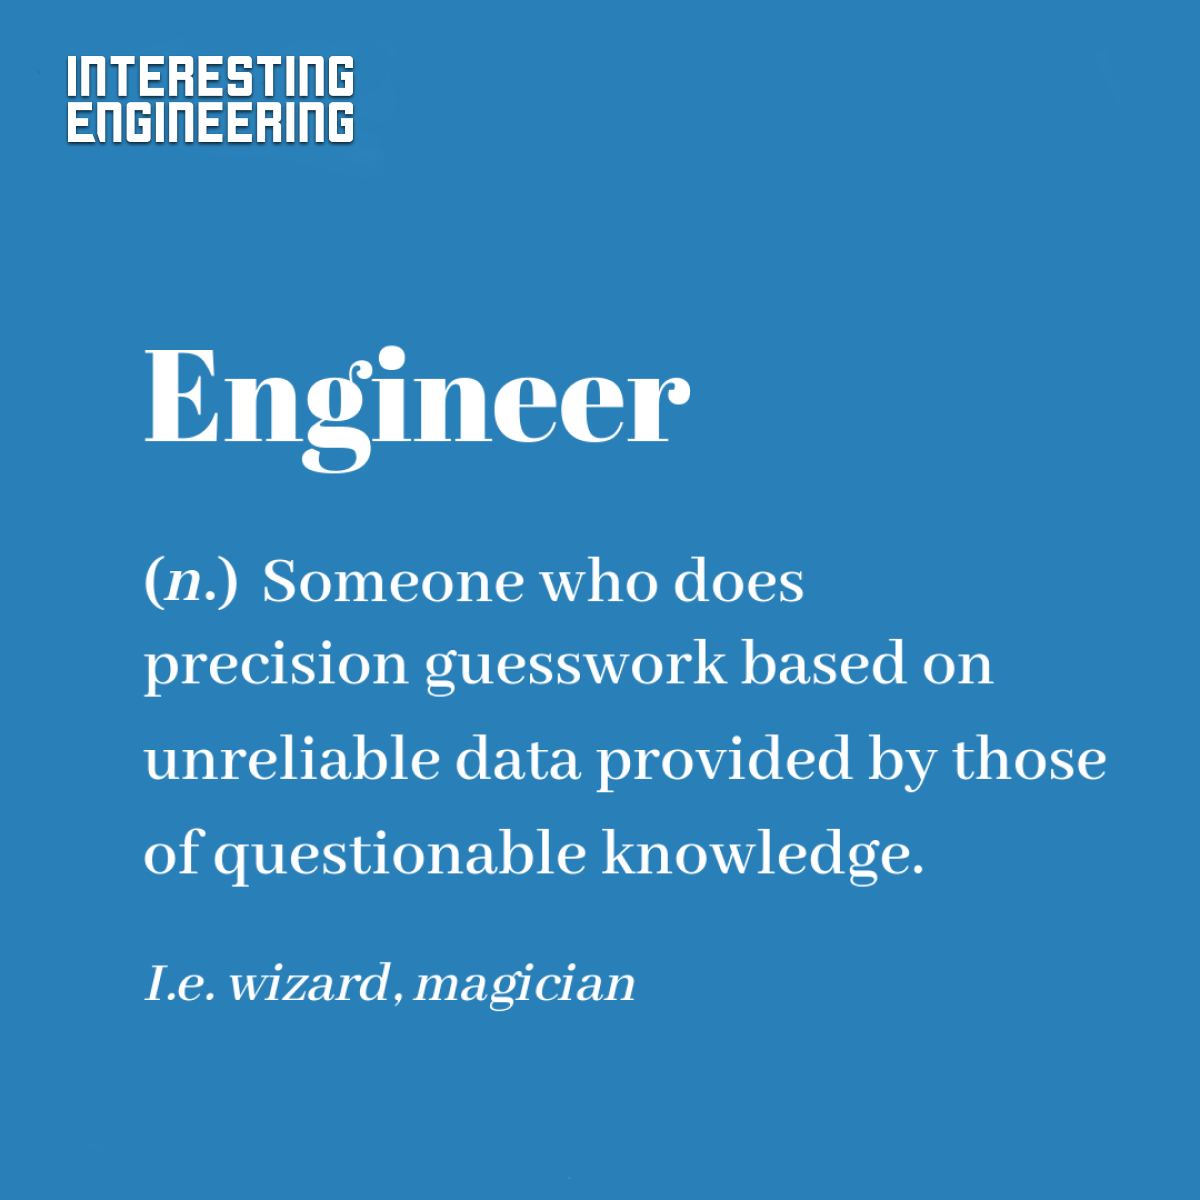 INTERESTING
ENGINEERING
Engineer
(n.) Someone who does
precision guesswork based on
unreliable data provided by those
of questionable knowledge.
I.e. wizard, magician